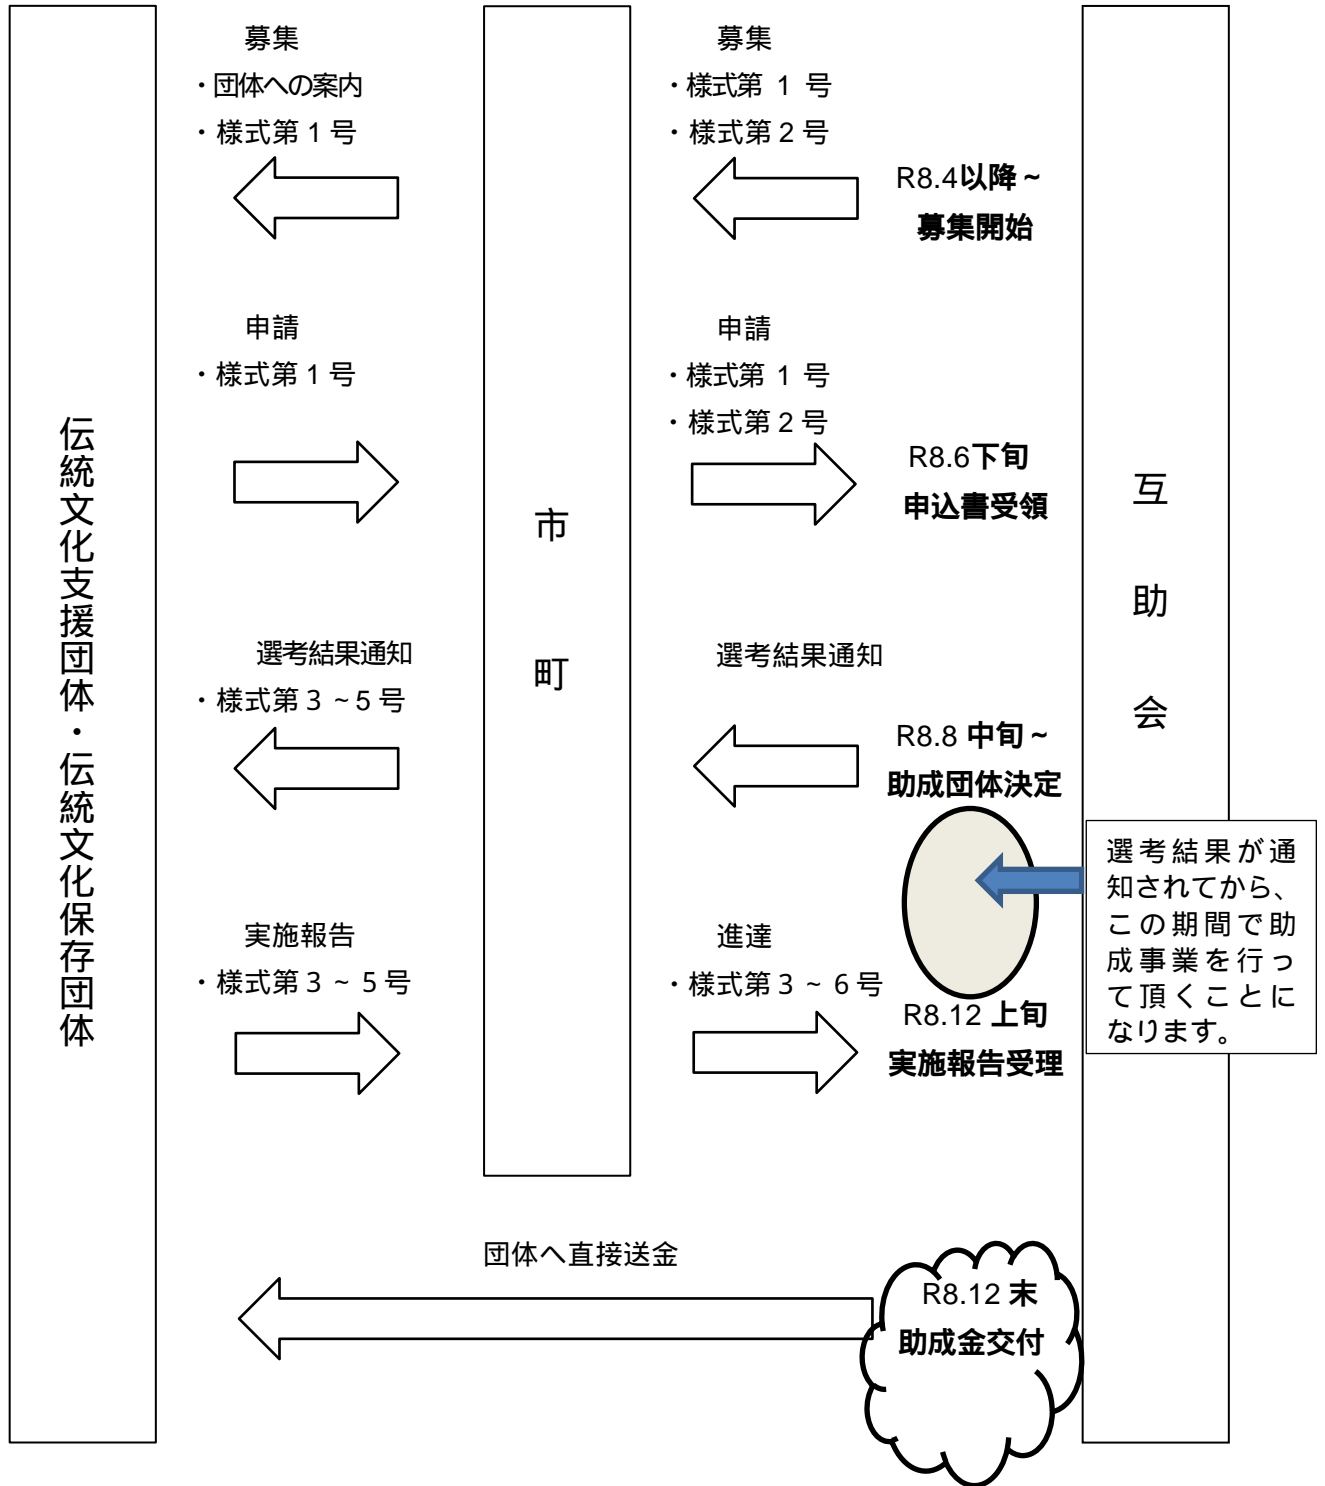 募集
・団体への案内
・様式第1号
募集
・様式第 1 号
・様式第2号
R8.4以降~
募集開始
申請
・様式第1号
申請
・様式第 1 号
・様式第2号
R8.6下旬
申込書受領
伝統文化支援団体・伝統文化保存団体
市町
互助会
選考結果通知
・様式第3~5号
選考結果通知
R8.8 中旬~
助成団体決定
選考結果が通
知されてから、
この期間で助
成事業を行っ
て頂くことに
なります。
実施報告
・様式第3~5号
進達
・様式第3~6号
R8.12 上旬
実施報告受理
団体へ直接送金
R8.12 末
助成金交付